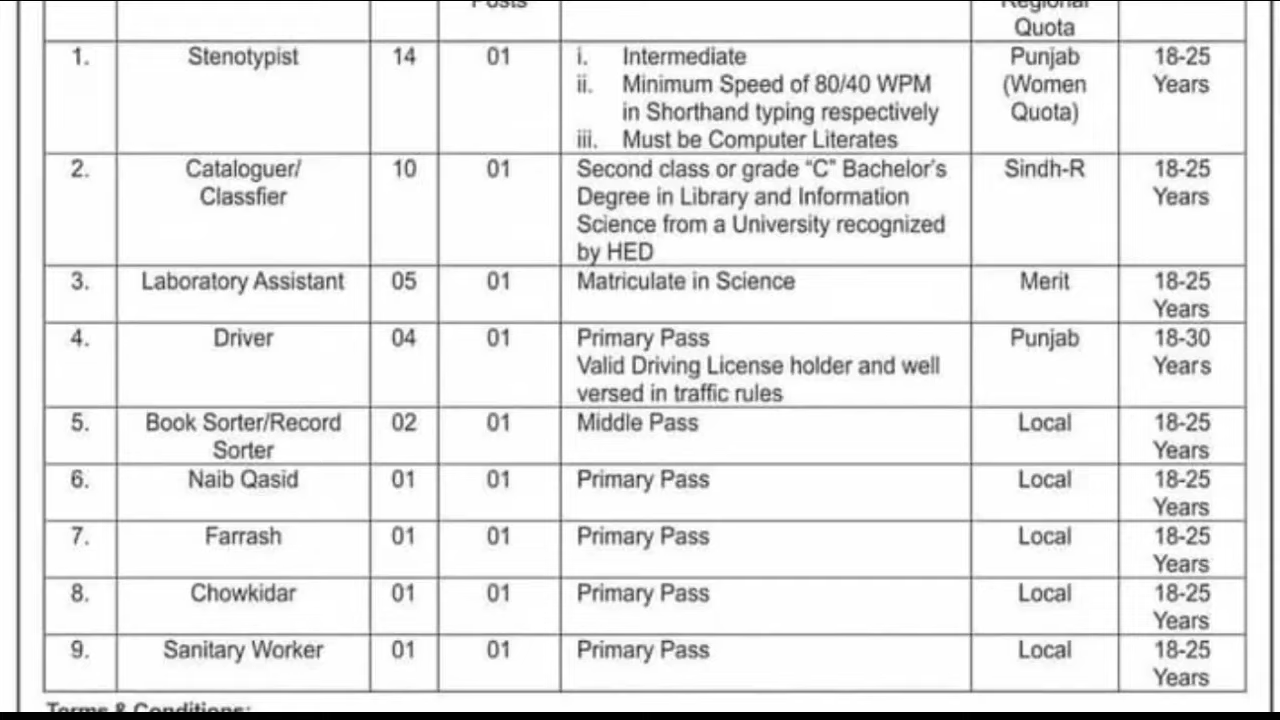 Posts
Regional
Quota
1. Stenotypist 14 01 i. Intermediate Punjab 18-25
ii. Minimum Speed of 80/40 WPM (Women Years
in Shorthand typing respectively Quota)
iii. Must be Computer Literates
2. Cataloguer/ 10 01 Second class or grade “C” Bachelor’s Sindh-R 18-25
Classfier Degree in Library and Information Years
Science from a University recognized
by HED
3. Laboratory Assistant 05 01 Matriculate in Science Merit 18-25
Years
4. Driver 04 01 Primary Pass Punjab 18-30
Valid Driving License holder and well Years
versed in traffic rules
5. Book Sorter/Record 02 01 Middle Pass Local 18-25
Sorter Years
6. Naib Qasid 01 01 Primary Pass Local 18-25
Years
7. Farrash 01 01 Primary Pass Local 18-25
Years
8. Chowkidar 01 01 Primary Pass Local 18-25
Years
9. Sanitary Worker 01 01 Primary Pass Local 18-25
Years
Terms & Conditions: